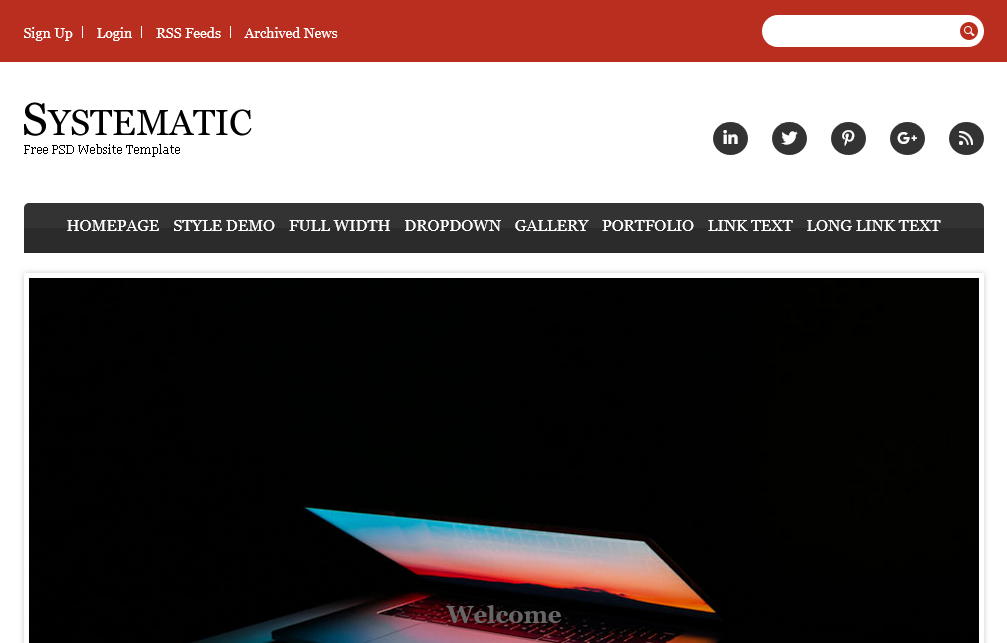 Sign Up Login RSS Feeds Archived News
SYSTEMATIC
Free PSD Website Template
in G+
HOMEPAGE STYLE DEMO FULL WIDTH DROPDOWN GALLERY PORTFOLIO LINK TEXT LONG LINK TEXT
Welcome